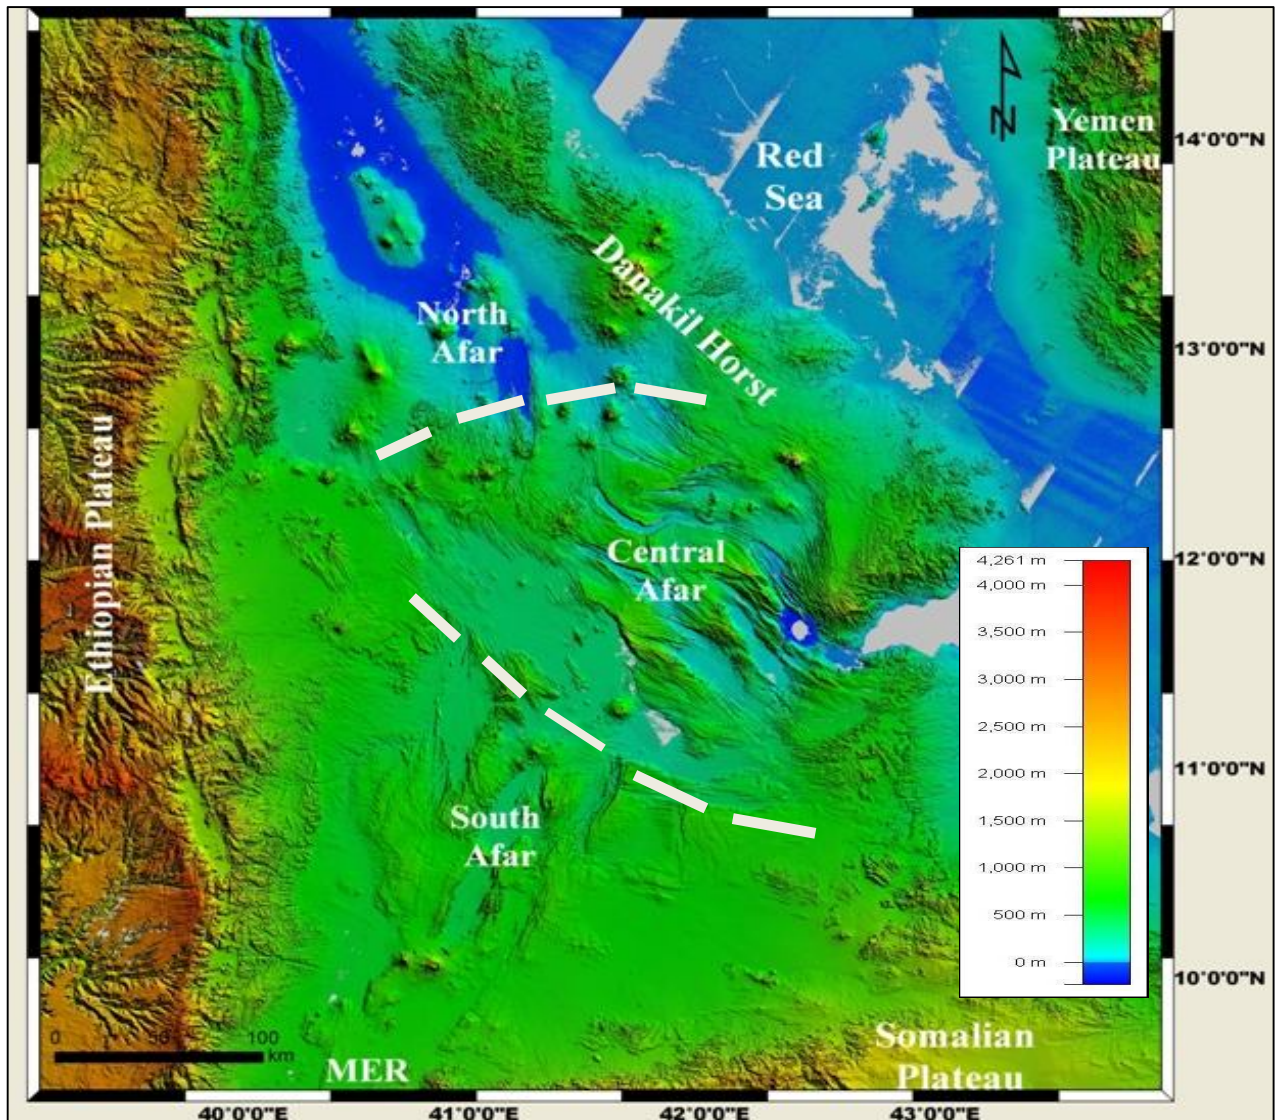 N
Yemen
Plateau
14°0'0"N
Red
Sea
Danakil Horst
North
Afar
13°0'0"N
Ethiopian Plateau
Central
Afar
12°0'0"N
4,261 m
4,000 m
3,500 m
3,000 m
2,500 m
2,000 m
1,500 m
1,000 m
500 m
0 m
11°0'0"N
South
Afar
10°0'0"N
0 50 100
km
MER
Somalian
Plateau
40°0'0"E 41°0'0"E 42°0'0"E 43°0'0"E